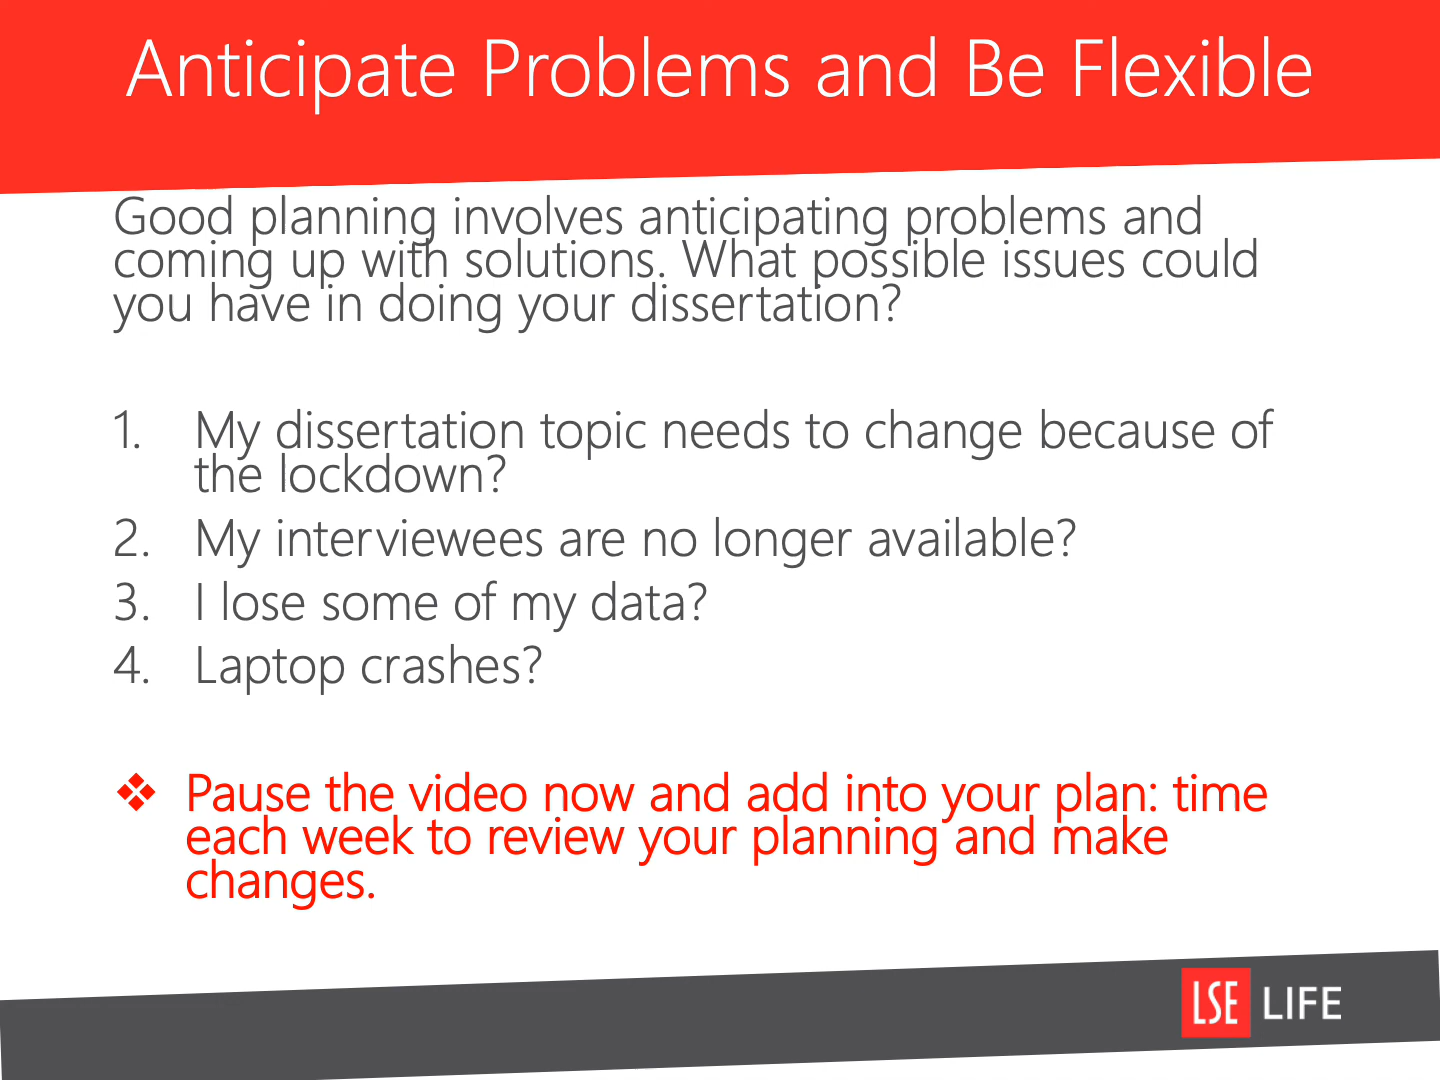 Anticipate Problems and Be Flexible
Good planning involves anticipating problems and
coming up with solutions. What possible issues could
you have in doing your dissertation?
1. My dissertation topic needs to change because of
the lockdown?
2. My interviewees are no longer available?
3. I lose some of my data?
4. Laptop crashes?
❖ Pause the video now and add into your plan: time
each week to review your planning and make
changes.
LSE LIFE